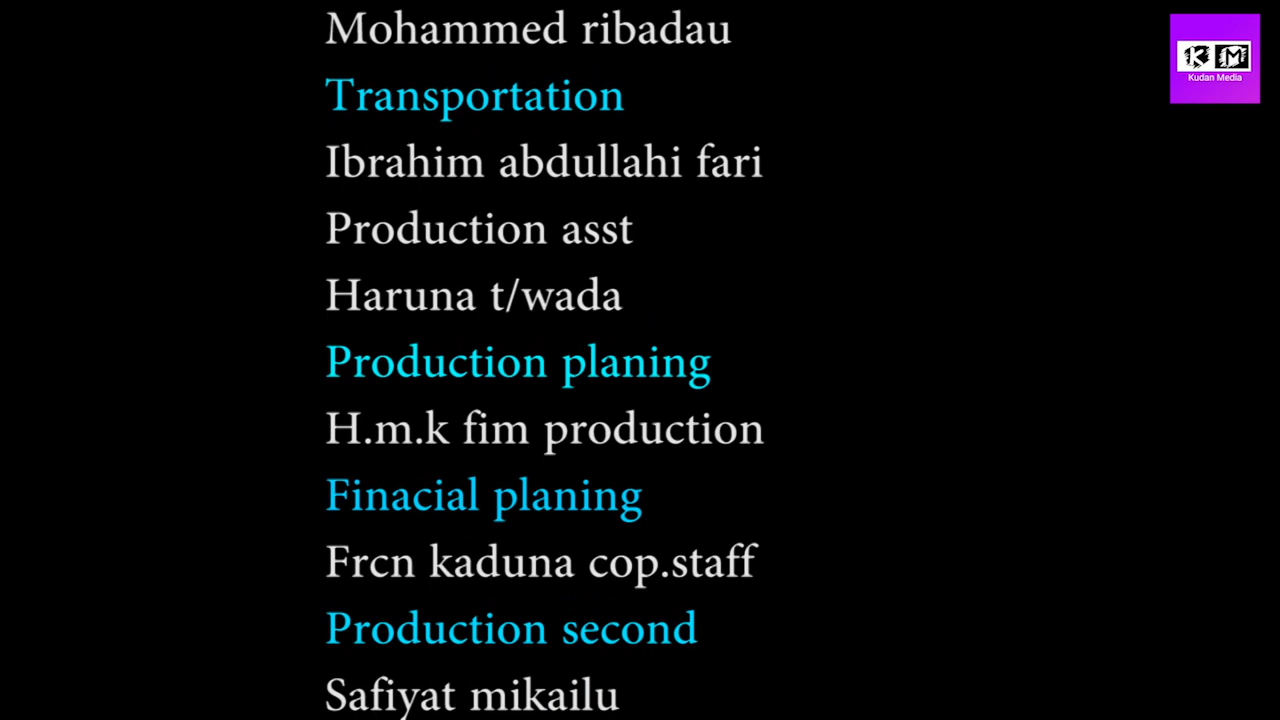 Mohammed ribadau
Transportation
Ibrahim abdullahi fari
Production asst
Haruna t/wada
Production planing
H.m.k fim production
Finacial planing
Frcn kaduna cop.staff
Production second
Safiyat mikailu
K M
Kudan Media